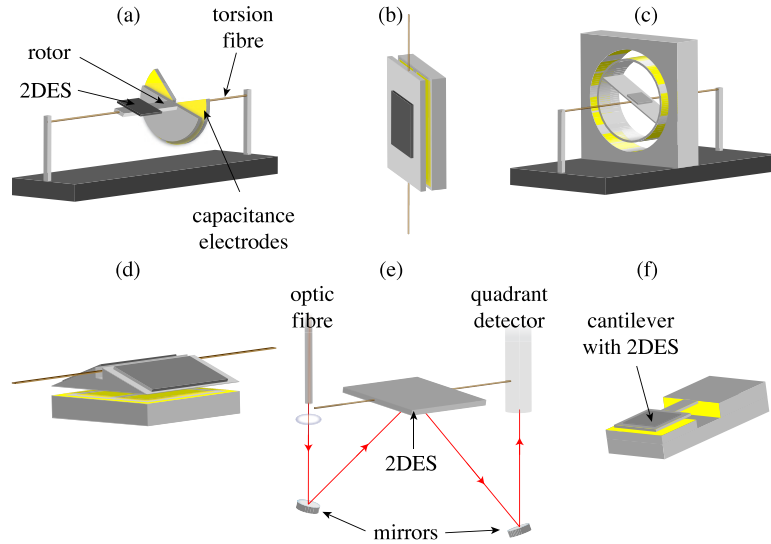 (a)
torsion
fibre
rotor
2DES
capacitance
electrodes
(b)
(c)
(d)
(e)
optic
fibre
quadrant
detector
2DES
mirrors
(f)
cantilever
with 2DES